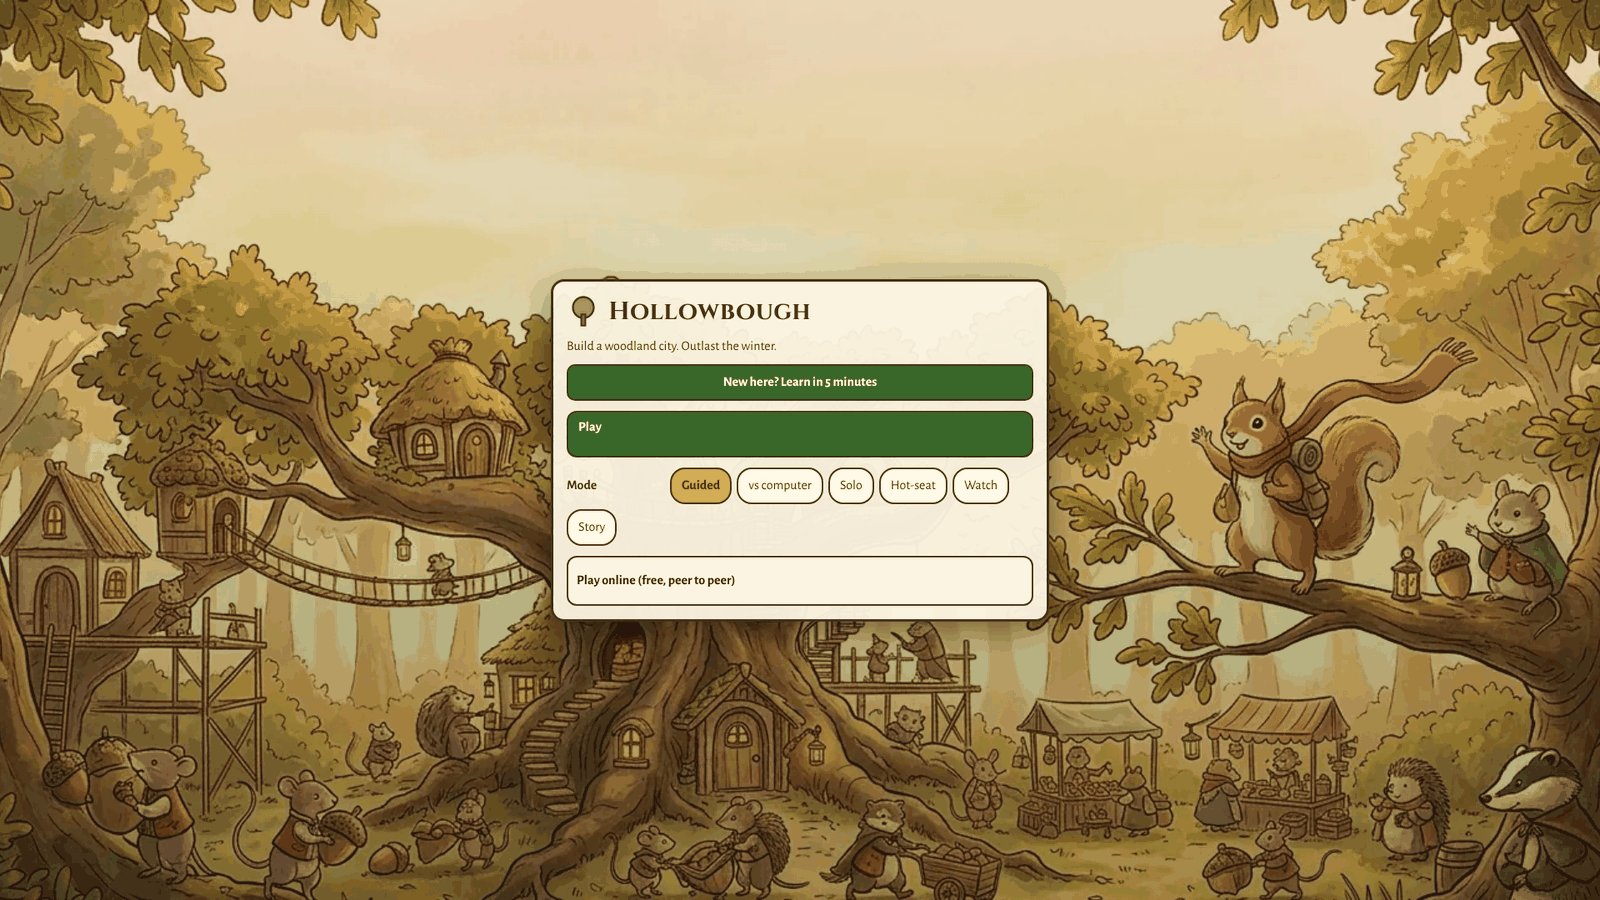 Hollowbough
Build a woodland city. Outlast the winter.
New here? Learn in 5 minutes
Play
Mode Guided vs computer Solo Hot-seat Watch
Story
Play online (free, peer to peer)